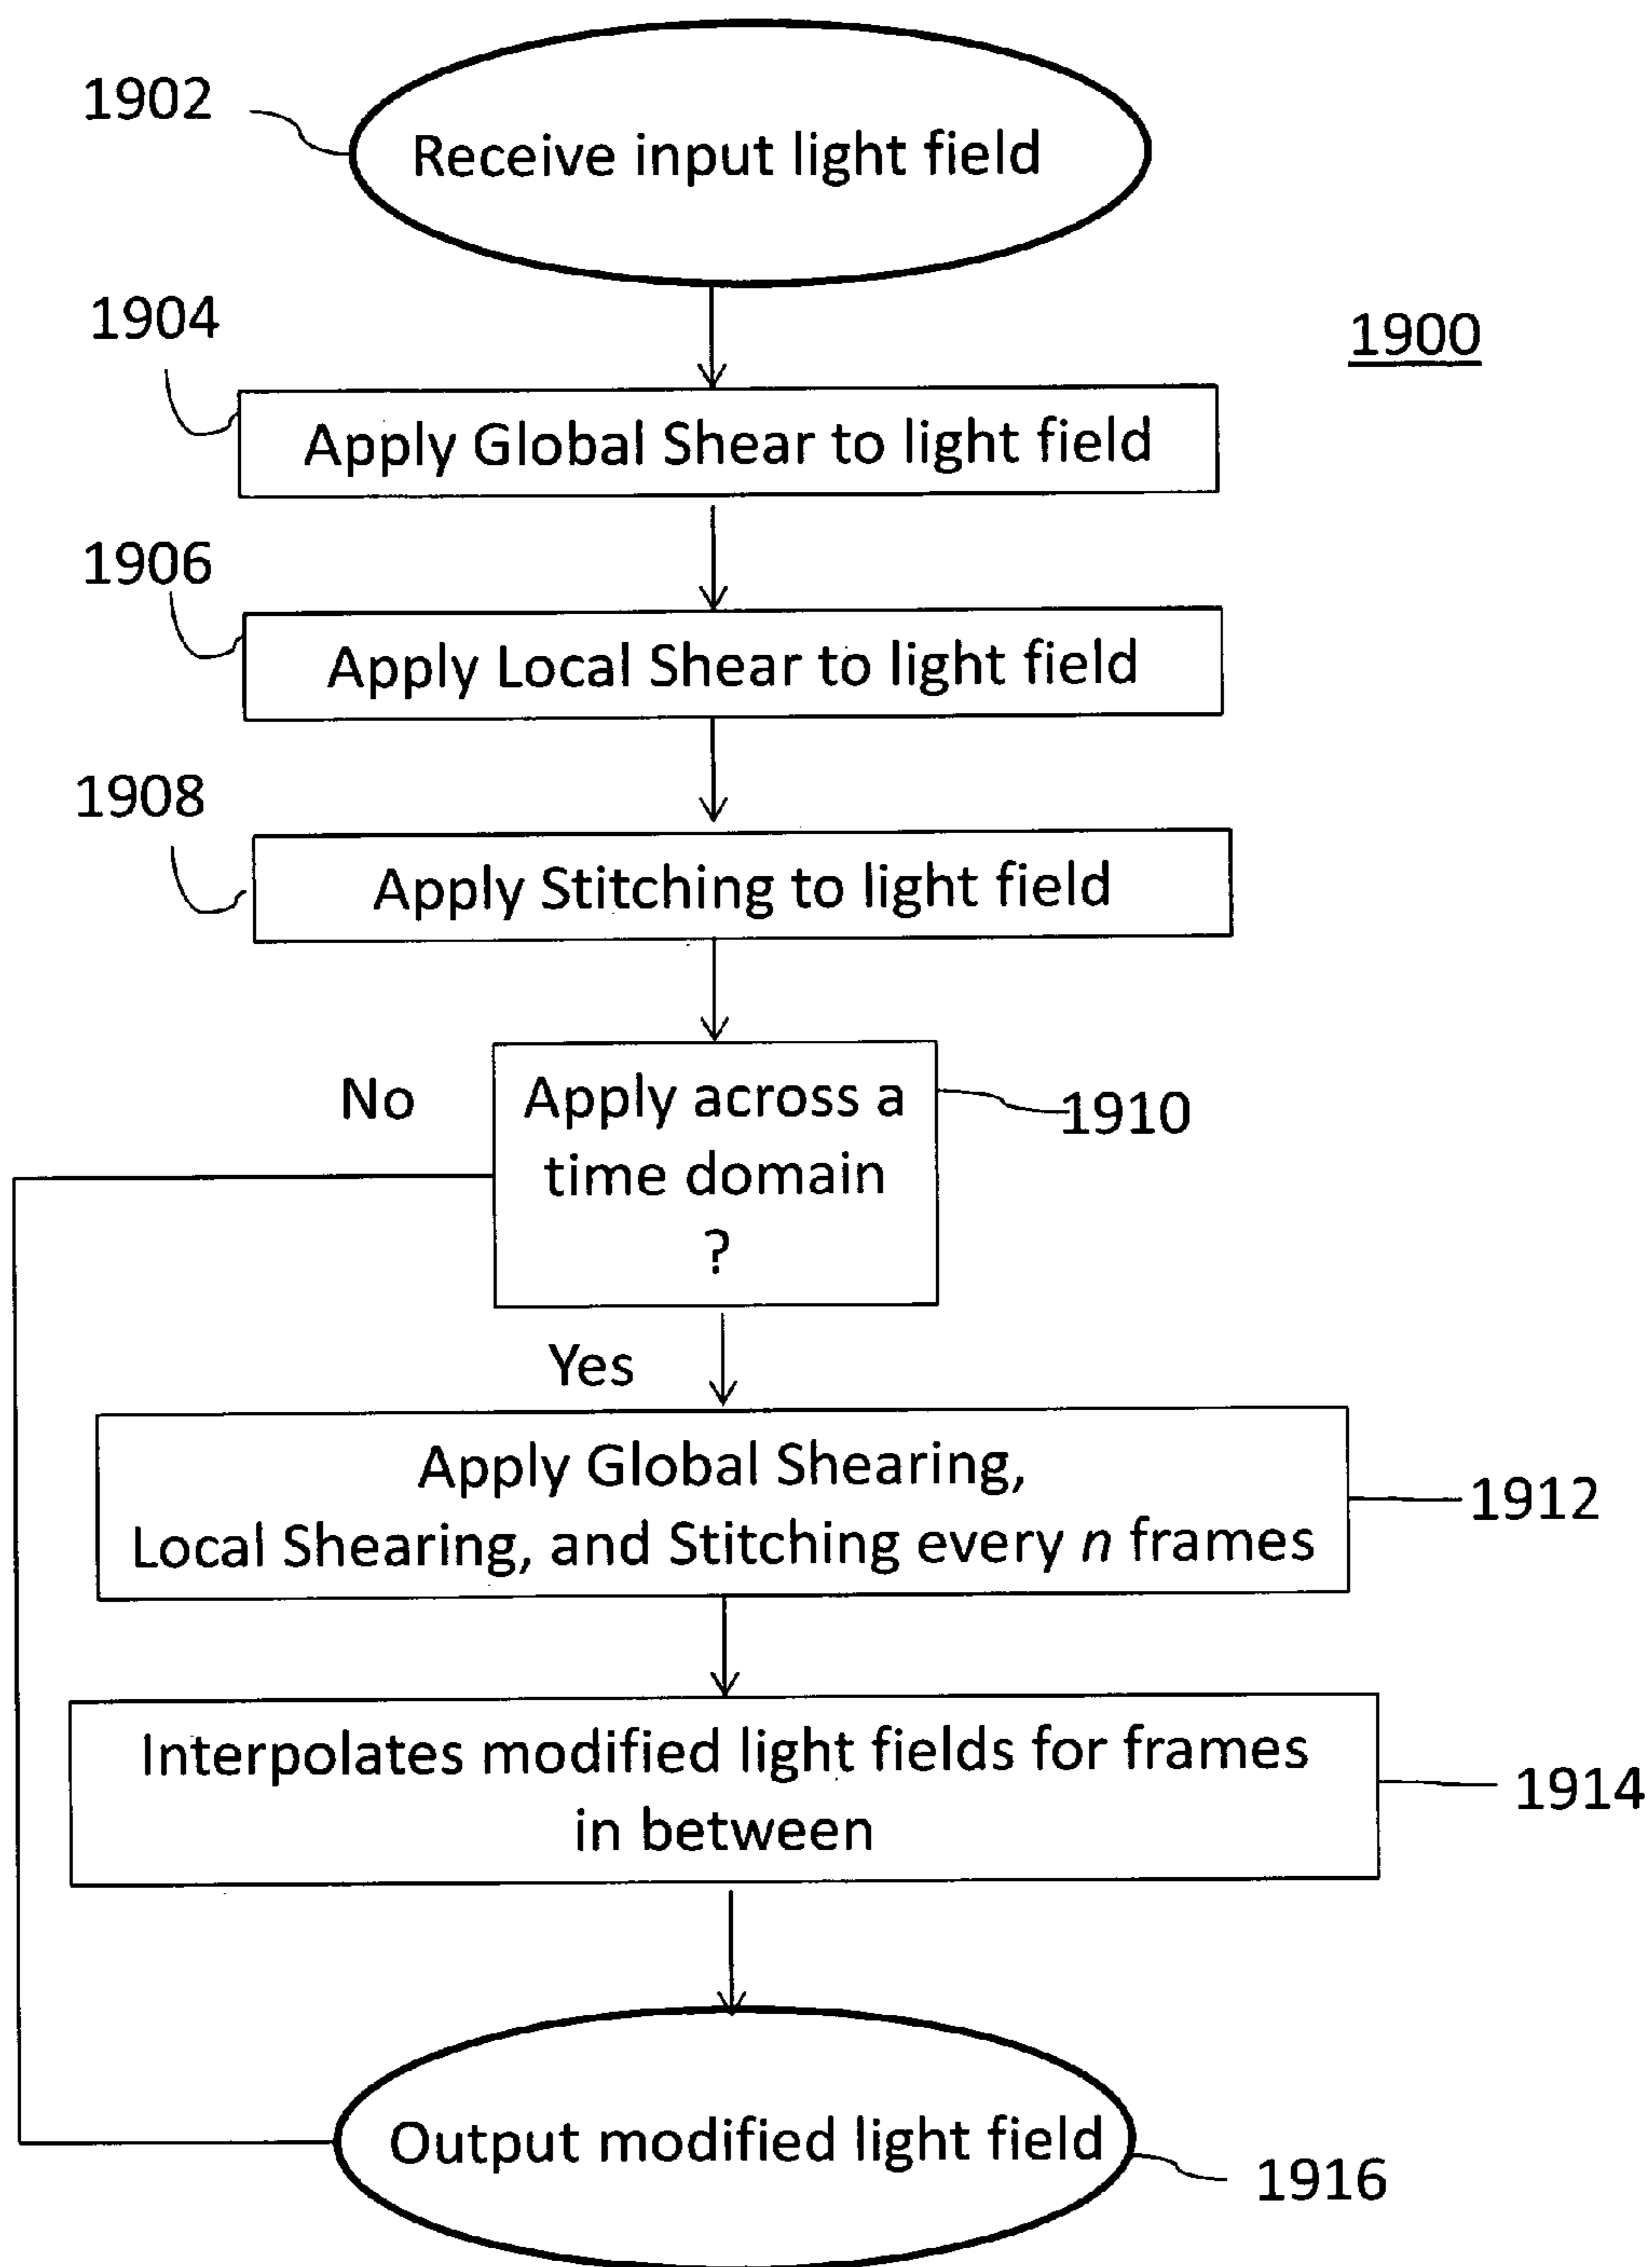 1902
Receive input light field
1904
1900
Apply Global Shear to light field
1906
Apply Local Shear to light field
1908
Apply Stitching to light field
No
Apply across a
time domain
?
1910
Yes
Apply Global Shearing,
Local Shearing, and Stitching every n frames
1912
Interpolates modified light fields for frames
in between
1914
Output modified light field
1916